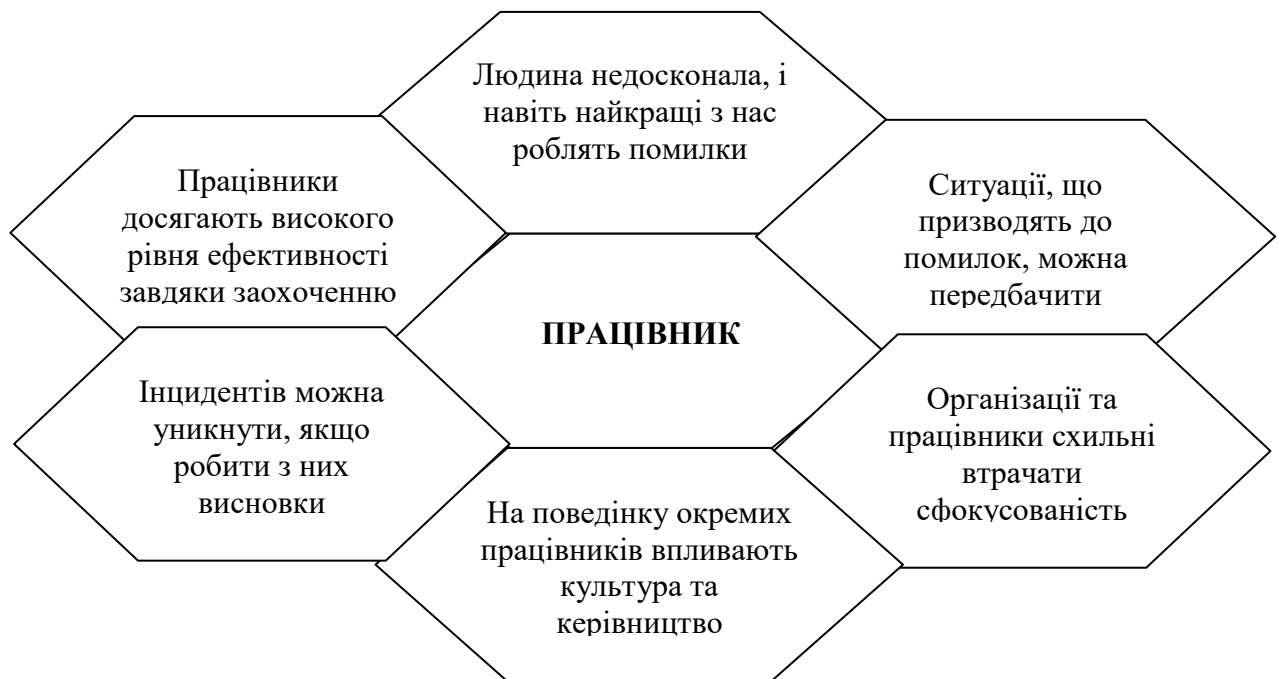 Людина недосконала, і
навіть найкращі з нас
роблять помилки
Працівники
досягають високого
рівня ефективності
завдяки заохоченню
Ситуації, що
призводять до
помилок, можна
передбачити
ПРАЦІВНИК
Інцидентів можна
уникнути, якщо
робити з них
висновки
Організації та
працівники схильні
втрачати
сфокусованість
На поведінку окремих
працівників впливають
культура та
керівництво